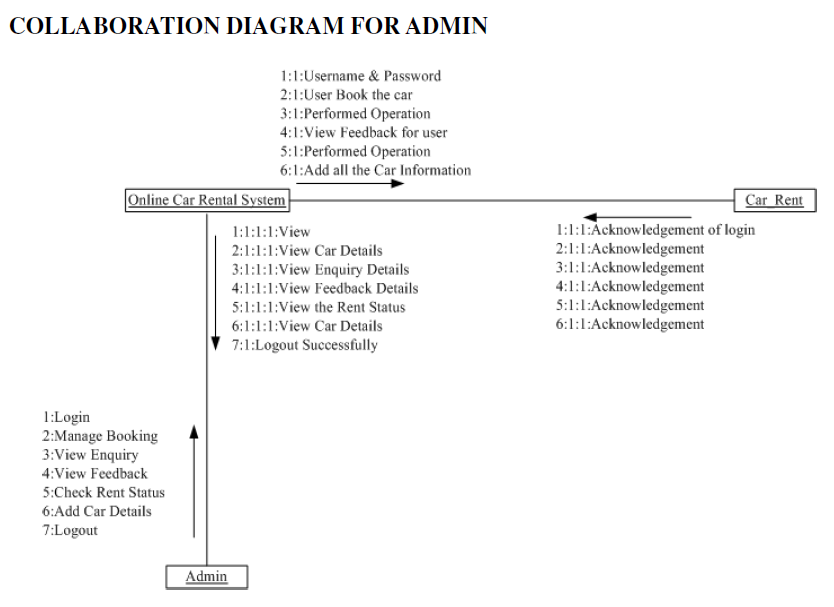 COLLABORATION DIAGRAM FOR ADMIN
1:1:Username & Password
2:1:User Book the car
3:1:Performed Operation
4:1:View Feedback for user
5:1:Performed Operation
6:1:Add all the Car Information
Online Car Rental System
Car_Rent
1:1:1:1:View
2:1:1:1:View Car Details
3:1:1:1:View Enquiry Details
4:1:1:1:View Feedback Details
5:1:1:1:View the Rent Status
6:1:1:1:View Car Details
7:1:Logout Successfully
1:1:1:Acknowledgement of login
2:1:1:Acknowledgement
3:1:1:Acknowledgement
4:1:1:Acknowledgement
5:1:1:Acknowledgement
6:1:1:Acknowledgement
1:Login
2:Manage Booking
3:View Enquiry
4:View Feedback
5:Check Rent Status
6:Add Car Details
7:Logout
Admin